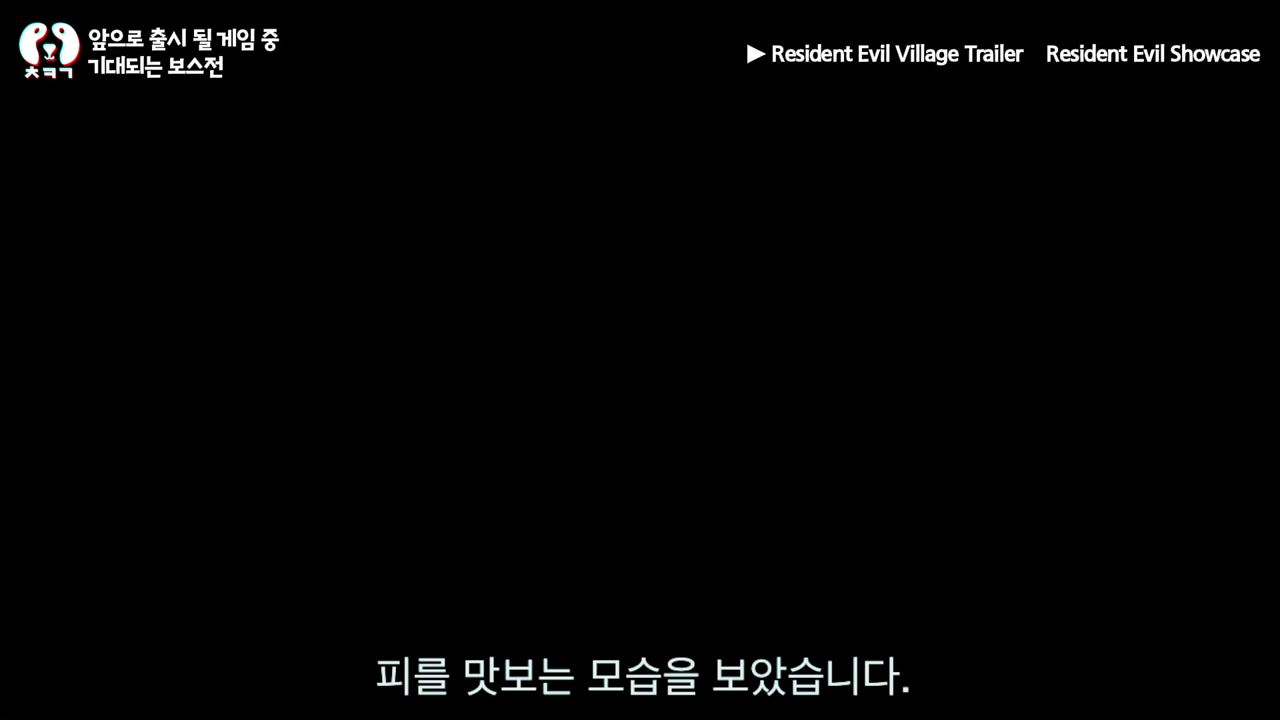 앞으로 출시 될 게임 중
기대되는 보스전
ㅊㅋㄱ
▶ Resident Evil Village Trailer Resident Evil Showcase
피를 맛보는 모습을 보았습니다.